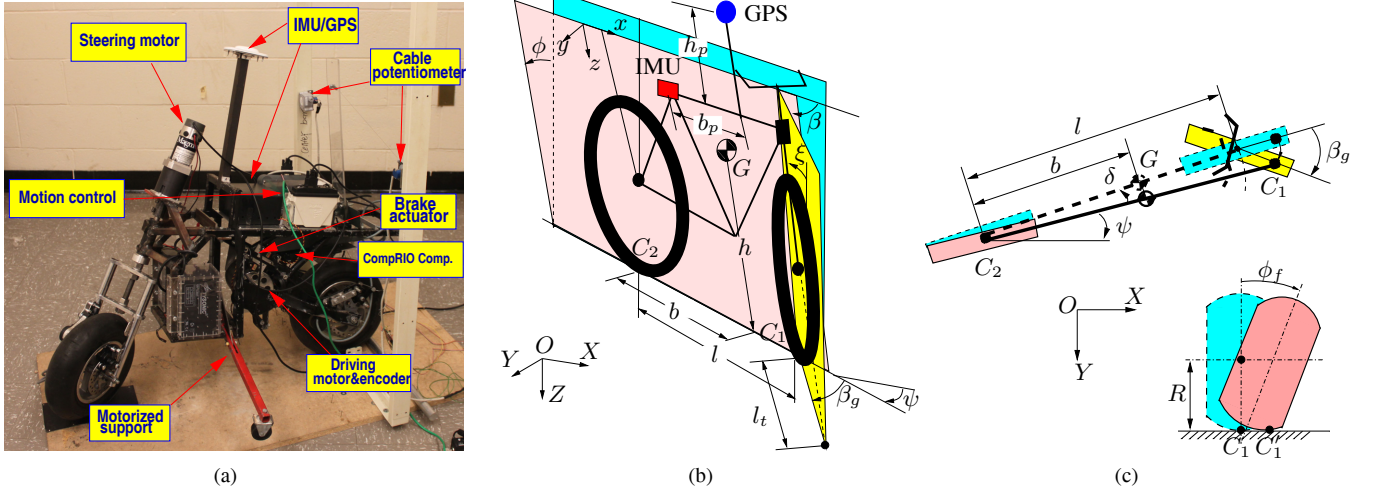 Steering motor
IMU/GPS
Cable
potentiometer
Motion control
Brake
actuator
CompRIO Comp.
Driving
motor&encoder
Motorized
support
(a)
GPS
x
y
z
ϕ
h_p
IMU
b_p
β
ξ
G
C_2
h
b
C_1
l
O
X
Y
Z
l_t
β_g
ψ
(b)
l
b
G
δ
β_g
C_1
ψ
C_2
ϕ_f
O
X
Y
R
C_1
C_1'
(c)